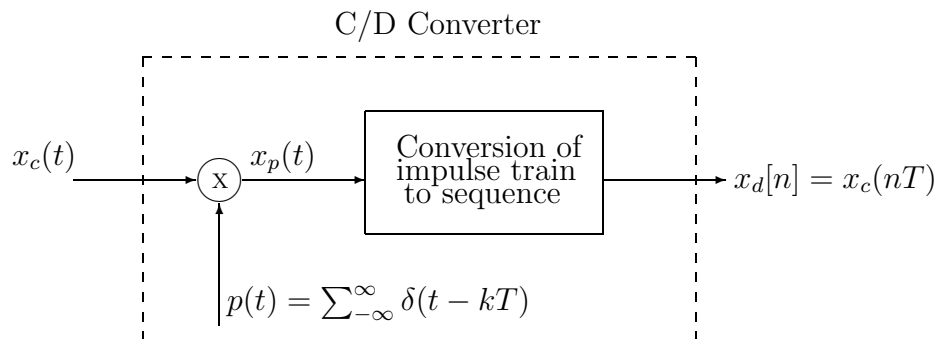 C/D Converter
x_c(t)
x
x_p(t)
Conversion of
impulse train
to sequence
x_d[n] = x_c(nT)
p(t) = ∑_{-∞}^{∞} δ(t − kT)